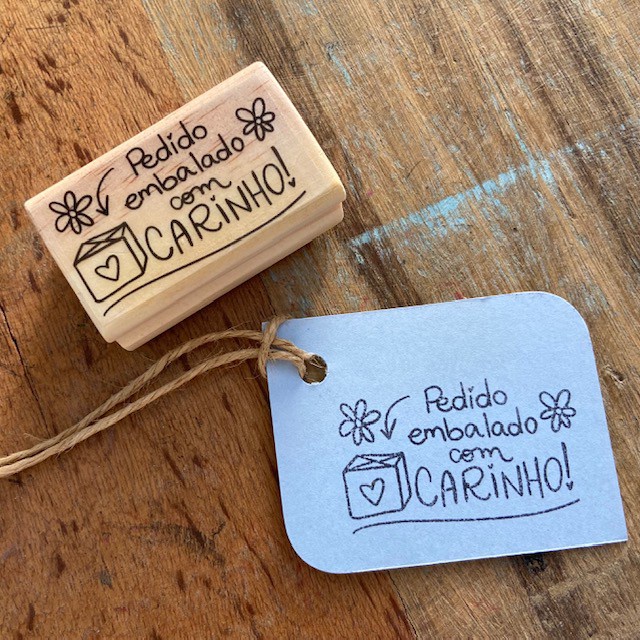 Pedido
embalado
com
CARINHO!
Pedido
embalado
com
CARINHO!